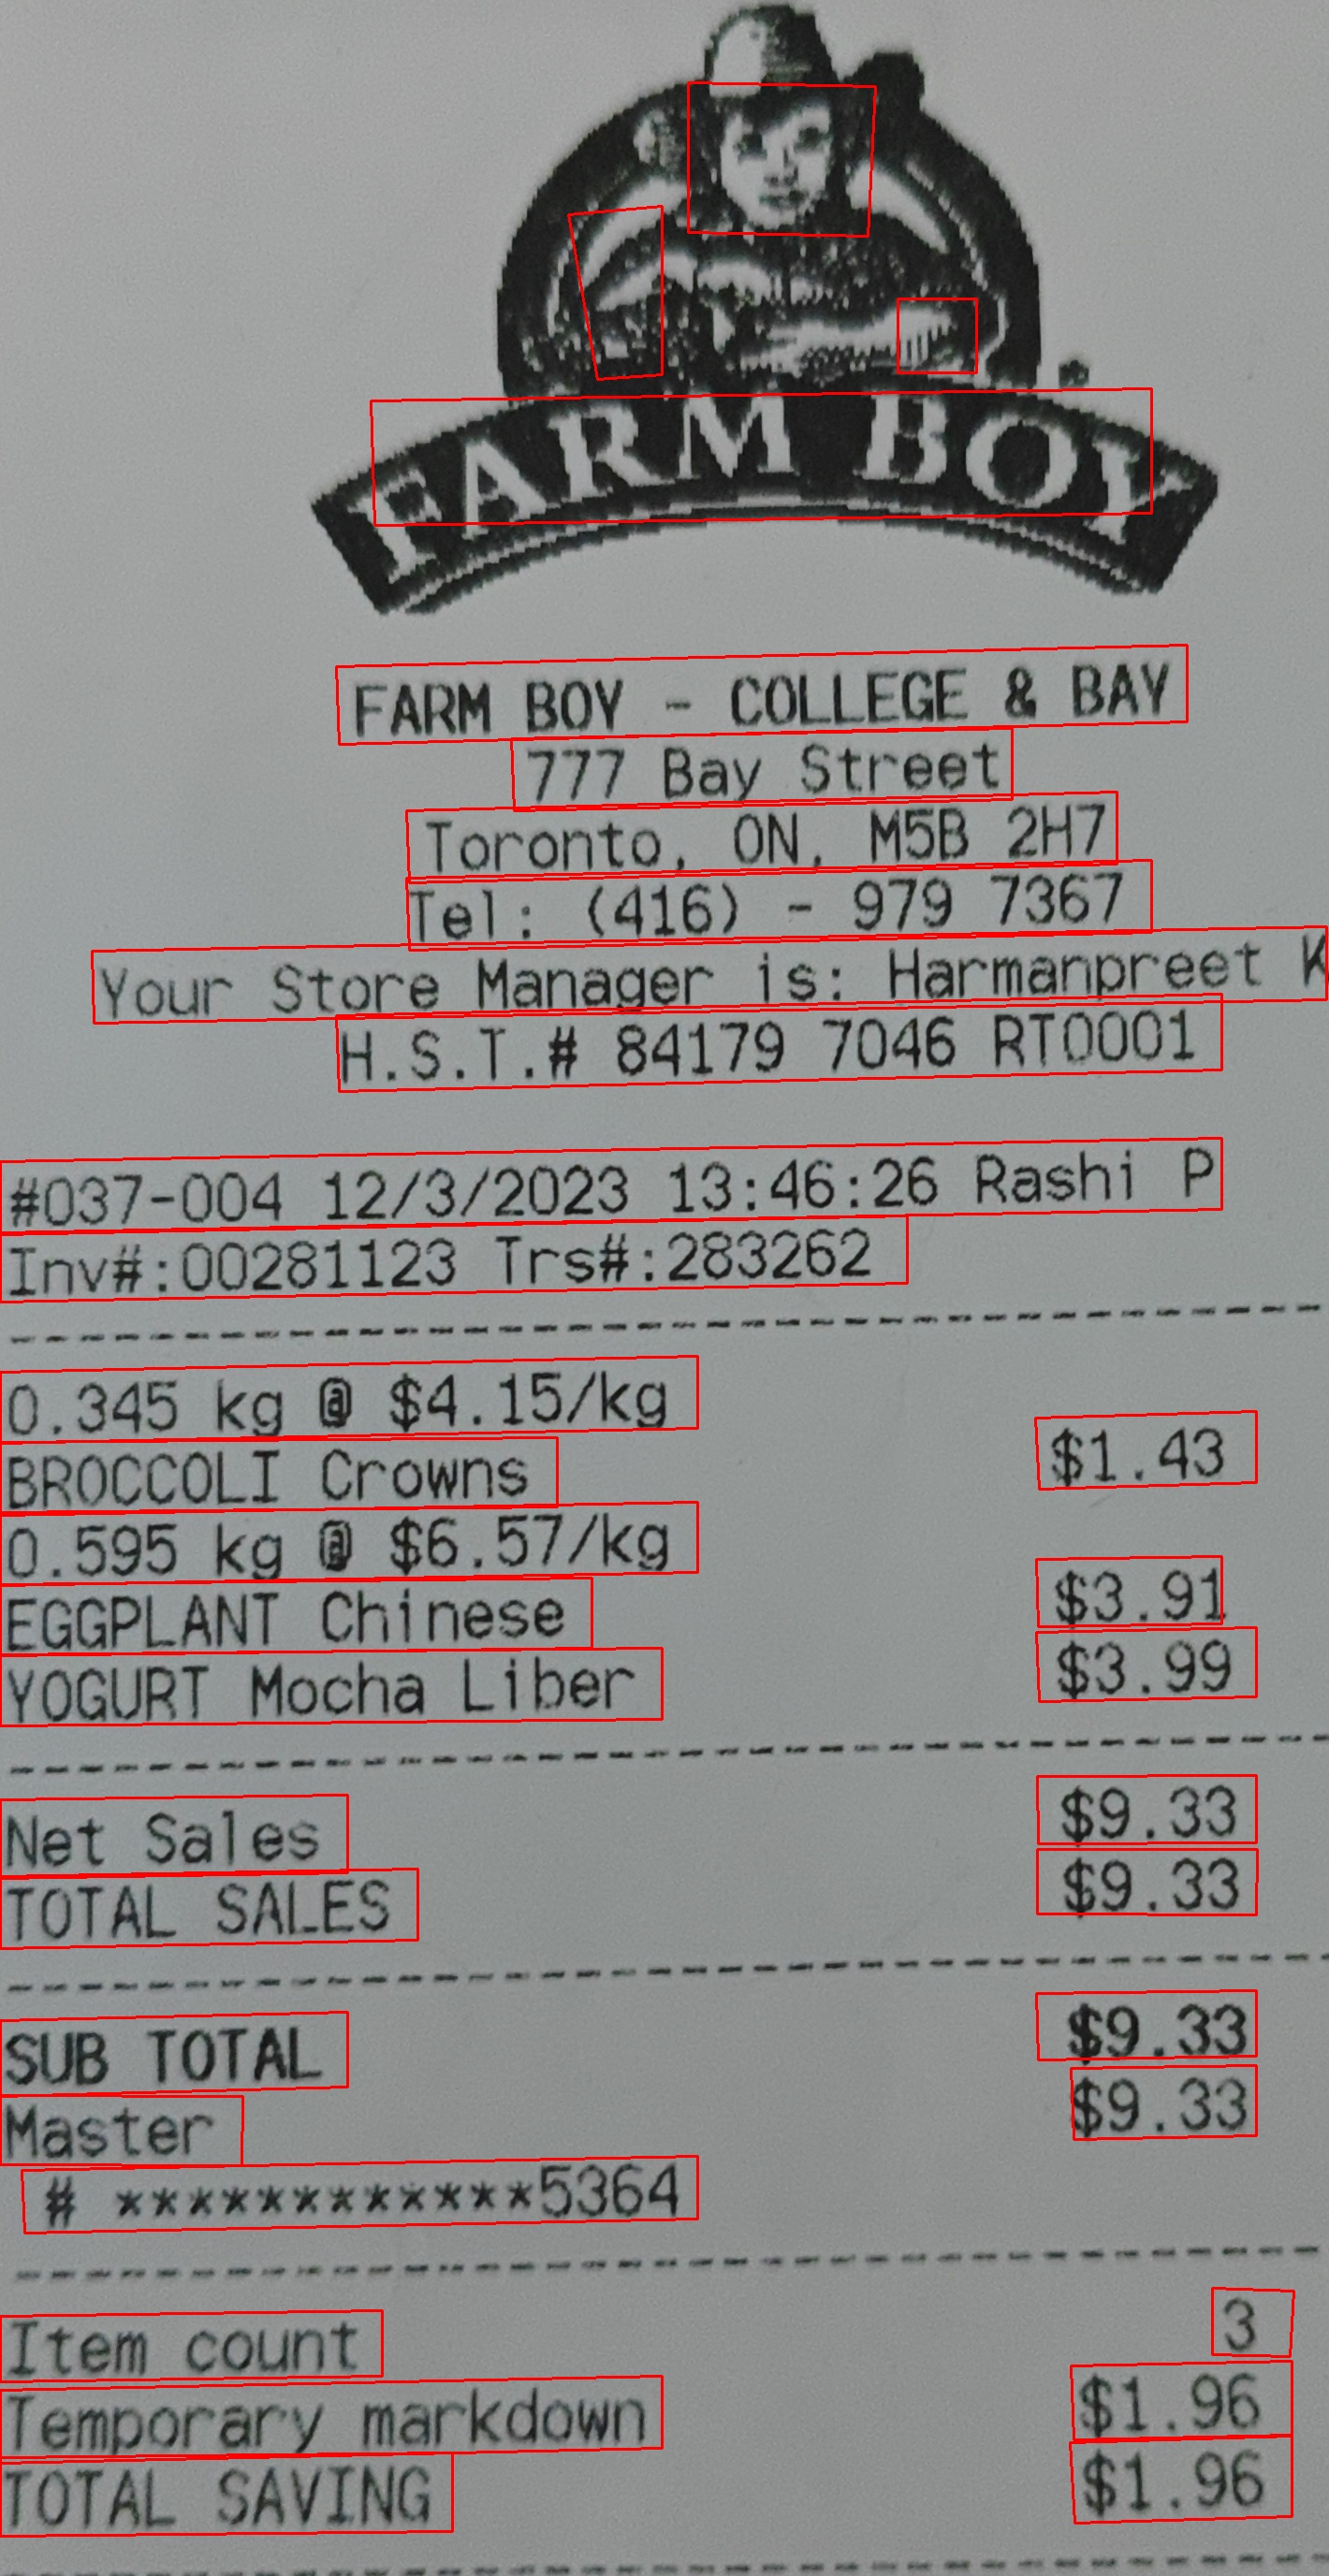 FARM BOY
FARM BOY - COLLEGE & BAY
777 Bay Street
Toronto, ON, M5B 2H7
Tel: (416) - 979 7367
Your Store Manager is: Harmanpreet K
H.S.T.# 84179 7046 RT0001
#037-004 12/3/2023 13:46:26 Rashi P
Inv#:00281123 Trs#:283262
0.345 kg @ $4.15/kg
BROCCOLI Crowns $1.43
0.595 kg @ $6.57/kg
EGGPLANT Chinese $3.91
YOGURT Mocha Liber $3.99
Net Sales $9.33
TOTAL SALES $9.33
SUB TOTAL $9.33
Master $9.33
# ************5364
Item count 3
Temporary markdown $1.96
TOTAL SAVING $1.96